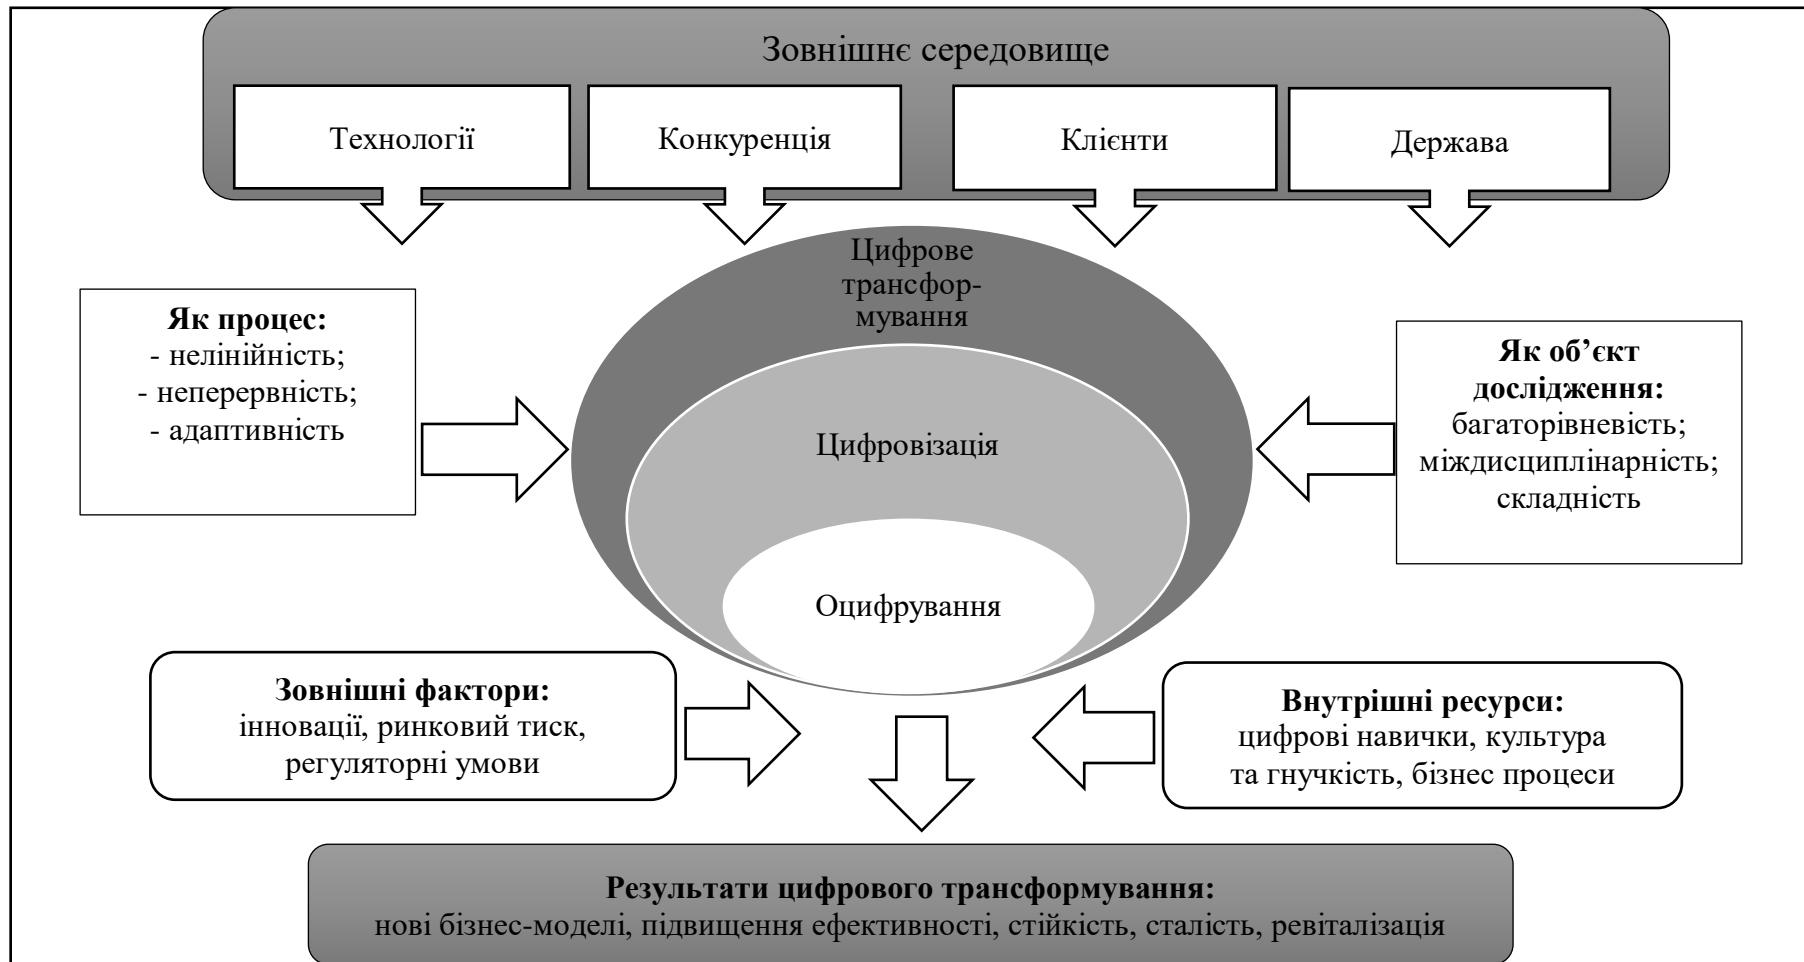 Зовнішнє середовище
Технології
Конкуренція
Клієнти
Держава
Цифрове
трансфор-
мування
Як процес:
- нелінійність;
- неперервність;
- адаптивність
Як об’єкт
дослідження:
багаторівневість;
міждисциплінарність;
складність
Цифровізація
Оцифрування
Зовнішні фактори:
інновації, ринковий тиск,
регуляторні умови
Внутрішні ресурси:
цифрові навички, культура
та гнучкість, бізнес процеси
Результати цифрового трансформування:
нові бізнес-моделі, підвищення ефективності, стійкість, сталість, ревіталізація